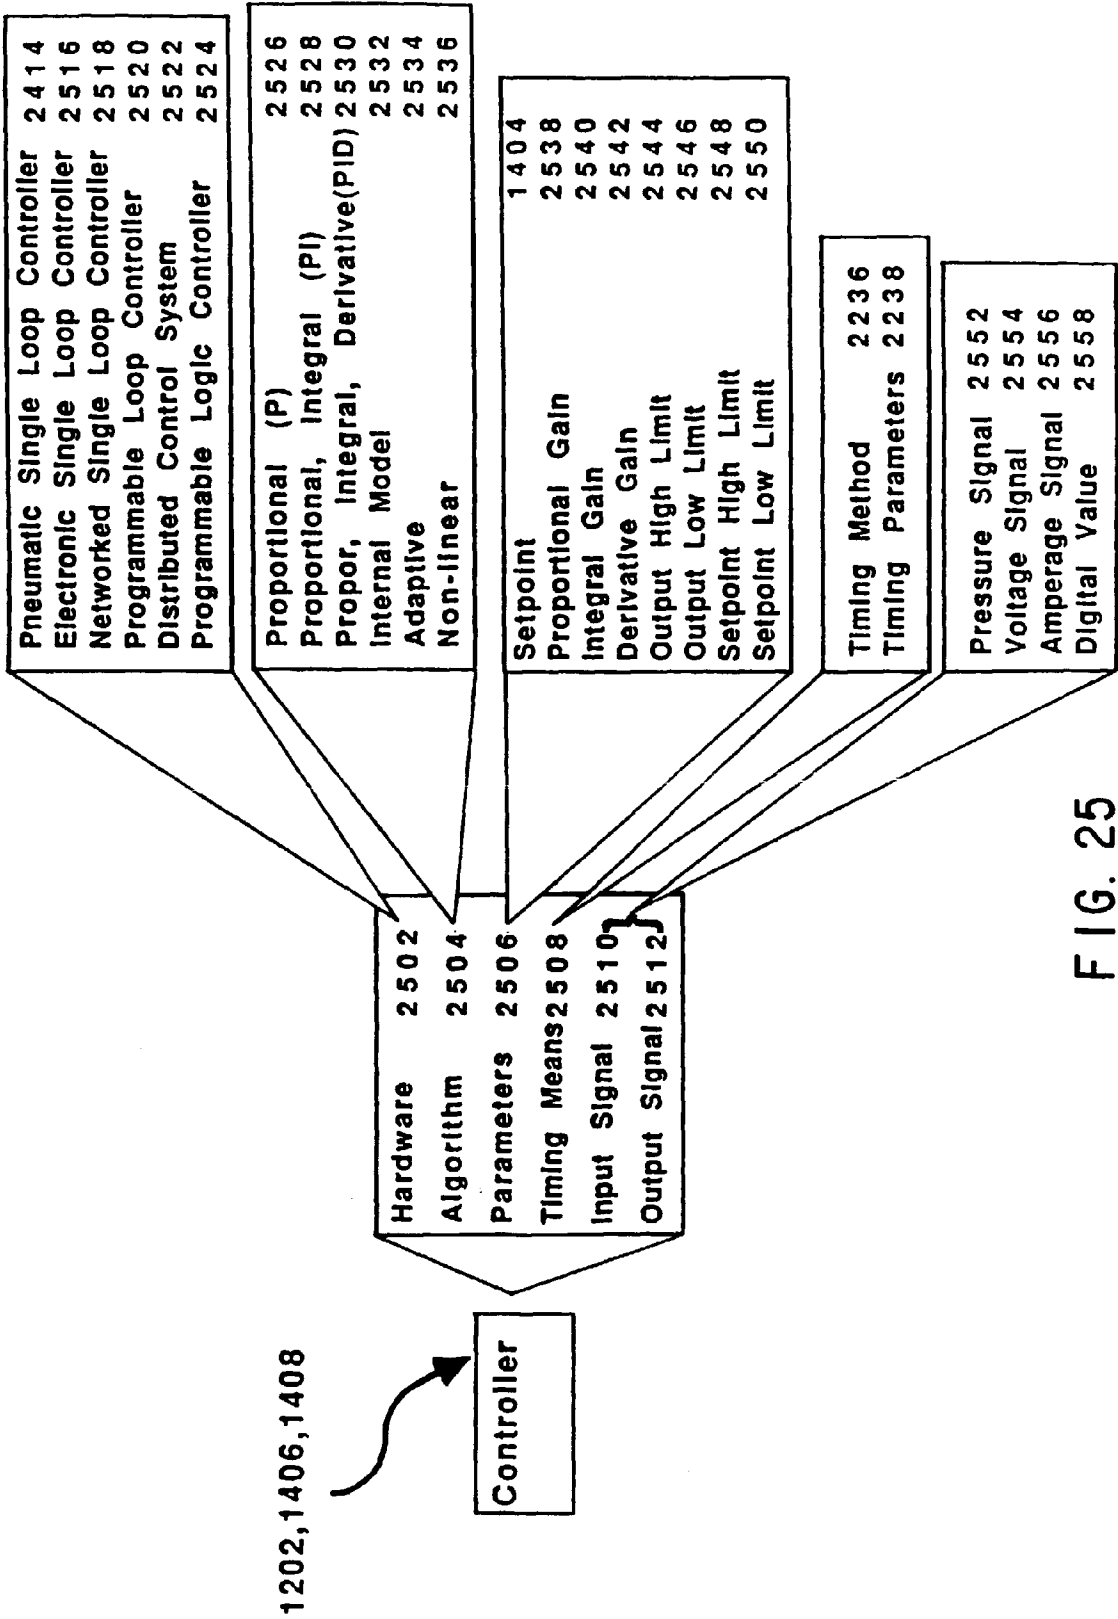 1202,1406,1408
Controller
Hardware 2502
Algorithm 2504
Parameters 2506
Timing Means 2508
Input Signal 2510
Output Signal 2512
Pneumatic Single Loop Controller 2414
Electronic Single Loop Controller 2516
Networked Single Loop Controller 2518
Programmable Loop Controller 2520
Distributed Control System 2522
Programmable Logic Controller 2524
Proportional (P) 2526
Proportional, Integral (PI) 2528
Propor, Integral, Derivative(PID) 2530
Internal Model 2532
Adaptive 2534
Non-linear 2536
Setpoint 1404
Proportional Gain 2538
Integral Gain 2540
Derivative Gain 2542
Output High Limit 2544
Output Low Limit 2546
Setpoint High Limit 2548
Setpoint Low Limit 2550
Timing Method 2236
Timing Parameters 2238
Pressure Signal 2552
Voltage Signal 2554
Amperage Signal 2556
Digital Value 2558
FIG. 25